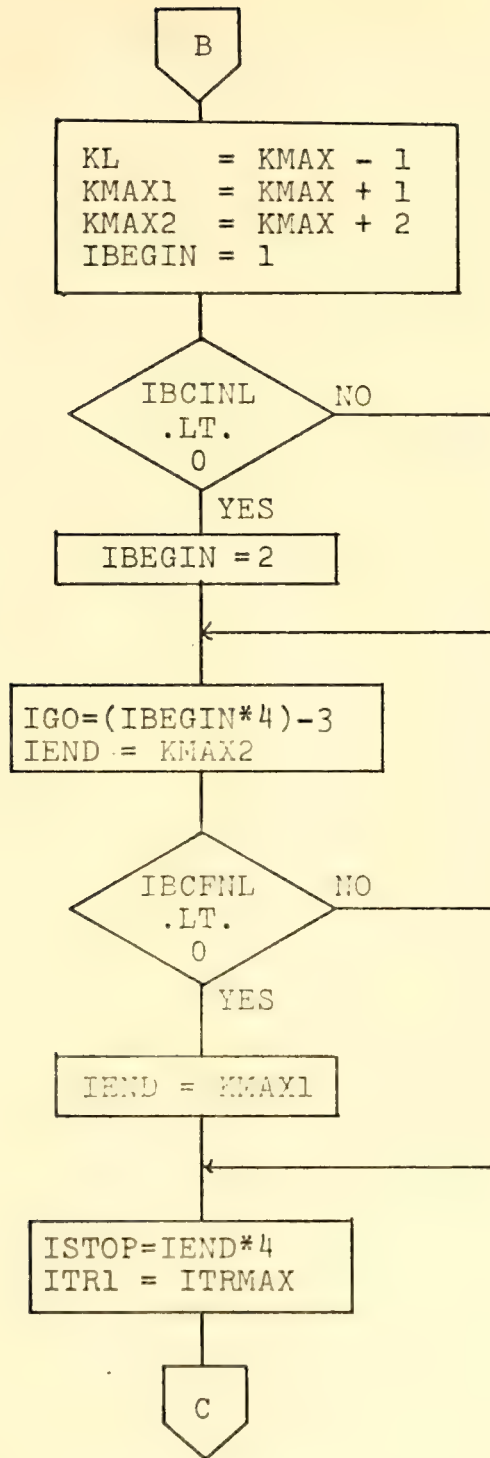 B
KL = KMAX - 1
KMAX1 = KMAX + 1
KMAX2 = KMAX + 2
IBEGIN = 1
IBCINL
.LT.
0
NO
YES
IBEGIN =2
IGO=(IBEGIN*4)-3
IEND = KMAX2
IBCFNL
.LT.
0
NO
YES
IEND = KMAX1
ISTOP=IEND*4
ITR1 = ITRMAX
C